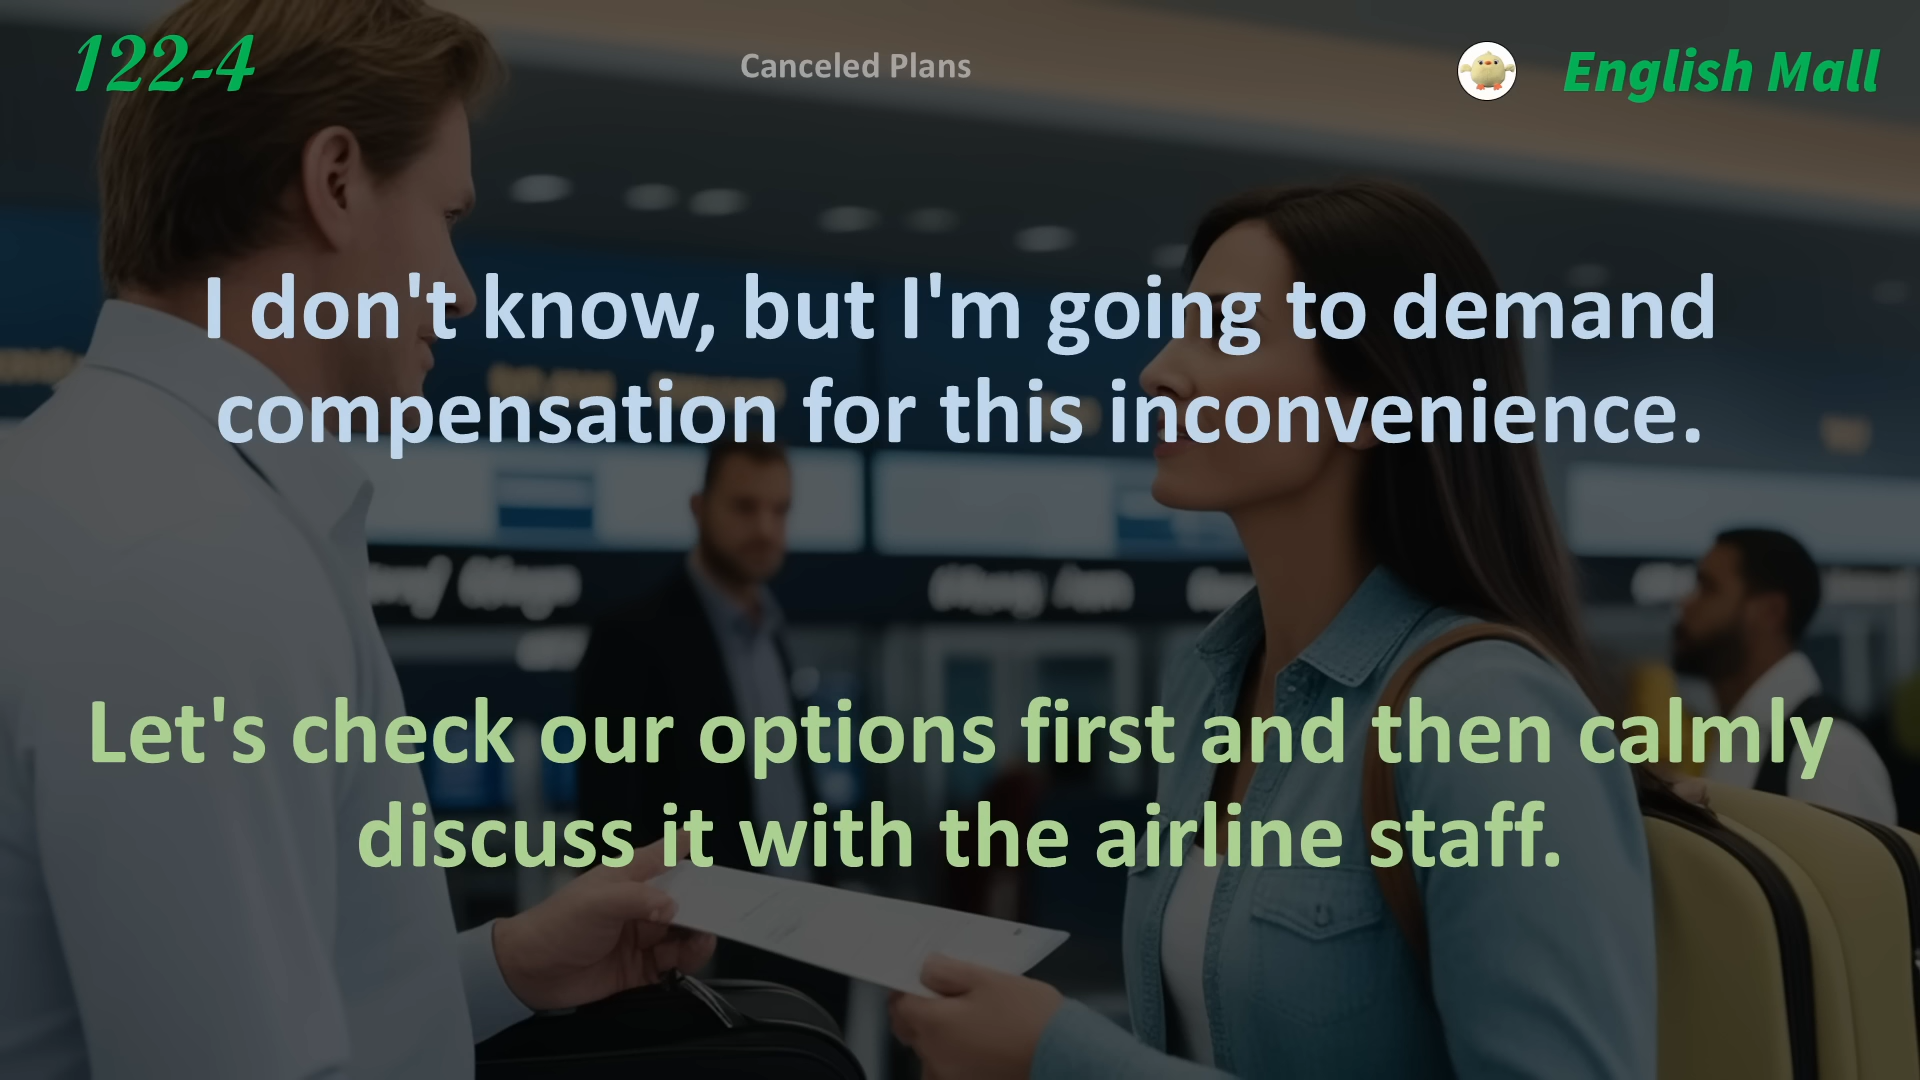 122-4
Canceled Plans
English Mall
I don't know, but I'm going to demand
compensation for this inconvenience.
Let's check our options first and then calmly
discuss it with the airline staff.